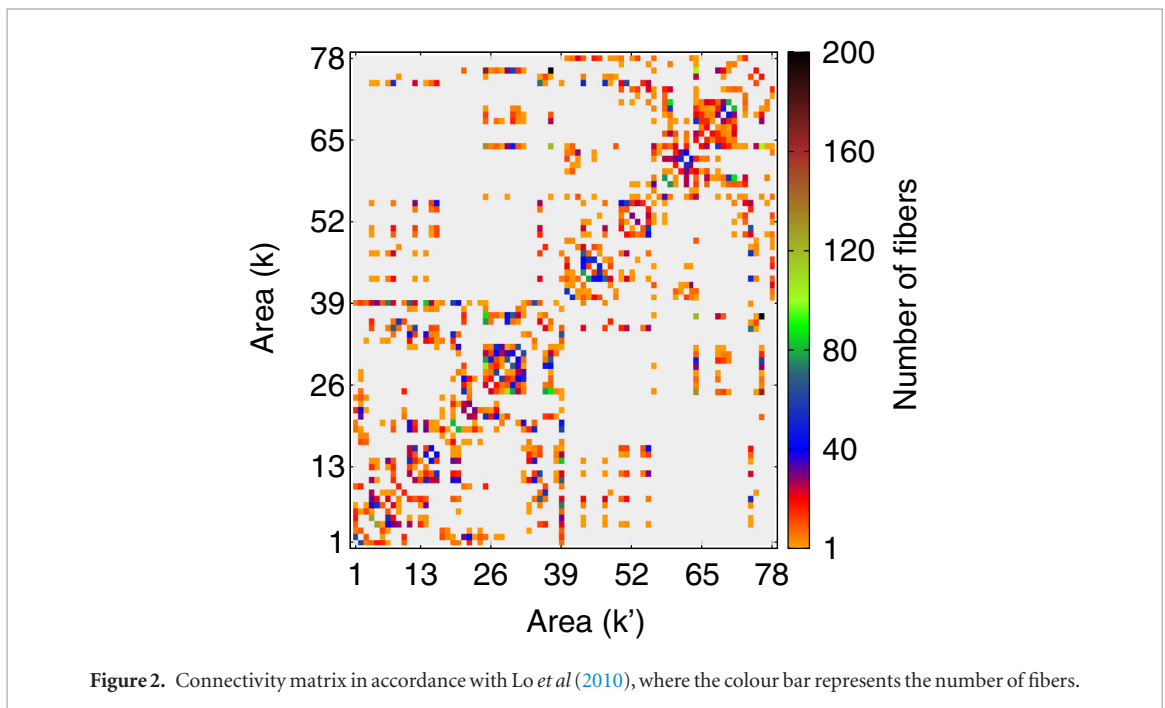 78
65
52
39
26
13
1
Area (k)
1 13 26 39 52 65 78
Area (k')
200
160
120
80
40
1
Number of fibers
Figure 2. Connectivity matrix in accordance with Lo et al (2010), where the colour bar represents the number of fibers.